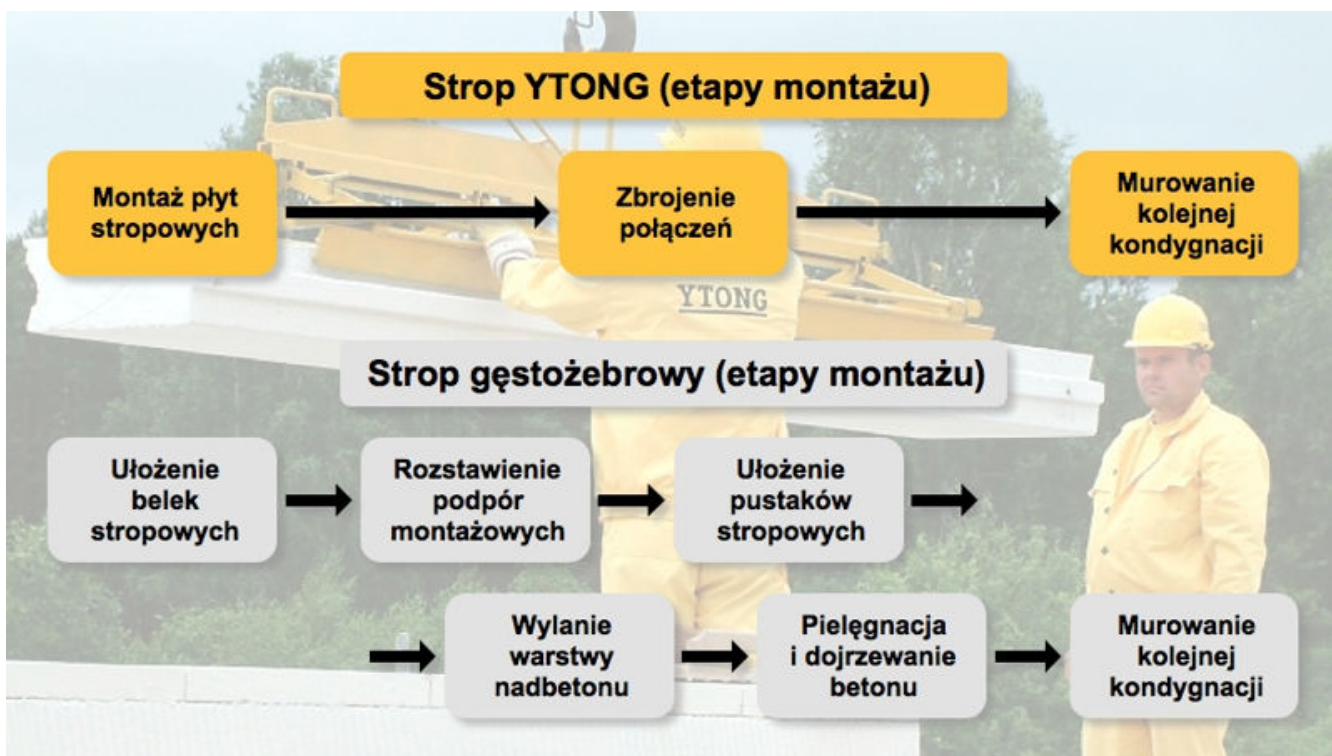 Strop YTONG (etapy montażu)
Montaż płyt
stropowych
Zbrojenie
połączeń
Murowanie
kolejnej
kondygnacji
YTONG
Strop gęstożebrowy (etapy montażu)
Ułożenie
belek
stropowych
Rozstawienie
podpór
montażowych
Ułożenie
pustaków
stropowych
Wylanie
warstwy
nadbetonu
Pielęgnacja
i dojrzewanie
betonu
Murowanie
kolejnej
kondygnacji